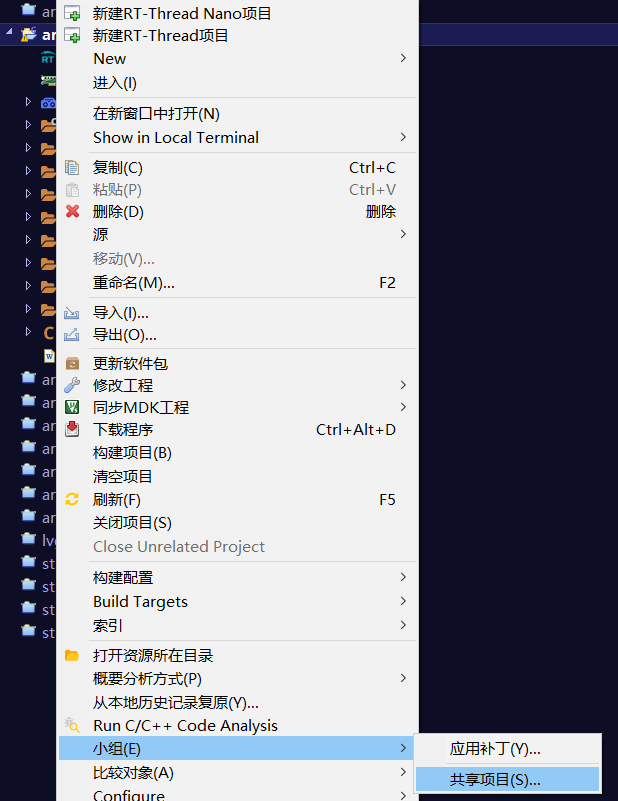 ar
新建RT-Thread Nano项目
ar
新建RT-Thread项目
RT
New
进入(I)
在新窗口中打开(N)
Show in Local Terminal
复制(C) Ctrl+C
粘贴(P) Ctrl+V
删除(D) 删除
源
移动(V)...
重命名(M)... F2
导入(I)...
导出(O)...
更新软件包
ar
修改工程
ar
同步MDK工程
ar
下载程序 Ctrl+Alt+D
ar
构建项目(B)
ar
清空项目
ar
刷新(F) F5
ar
关闭项目(S)
lv
Close Unrelated Project
st
构建配置
st
Build Targets
st
索引
st
打开资源所在目录
概要分析方式(P)
从本地历史记录复原(Y)...
Run C/C++ Code Analysis
小组(E)
应用补丁(Y)...
比较对象(A)
共享项目(S)...
Configure